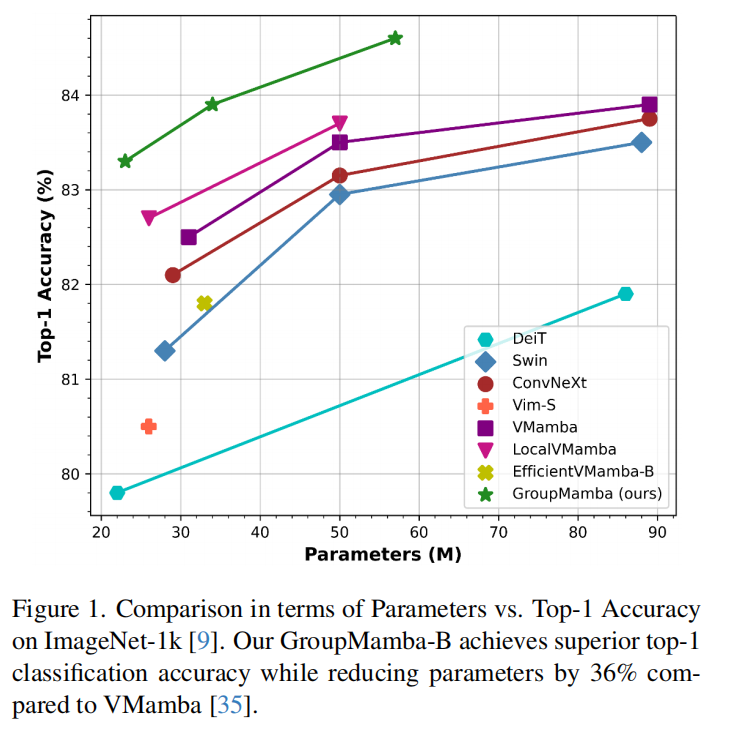 84
83
82
81
80
Top-1 Accuracy (%)
DeiT
Swin
ConvNeXt
Vim-S
VMamba
LocalVMamba
EfficientVMamba-B
GroupMamba (ours)
20 30 40 50 60 70 80 90
Parameters (M)
Figure 1. Comparison in terms of Parameters vs. Top-1 Accuracy
on ImageNet-1k [9]. Our GroupMamba-B achieves superior top-1
classification accuracy while reducing parameters by 36% com-
pared to VMamba [35].